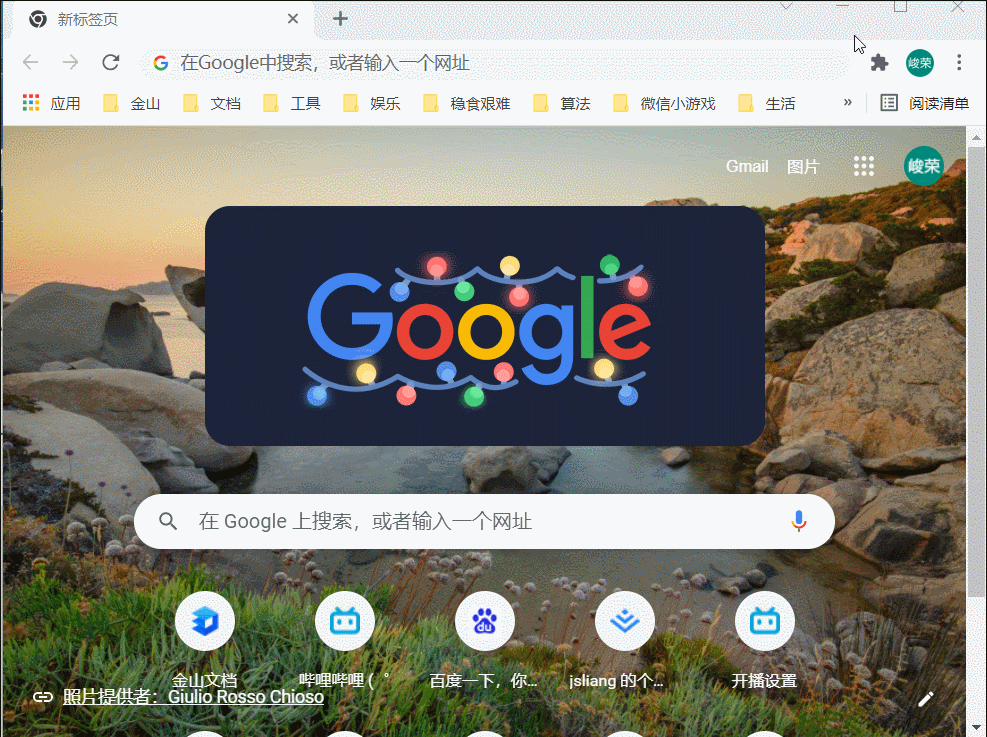 新标签页
在Google中搜索，或者输入一个网址
峻荣
应用 金山 文档 工具 娱乐 稳食艰难 算法 微信小游戏 生活 » 阅读清单
Gmail 图片 峻荣
Google
在 Google 上搜索，或者输入一个网址
du
金山文档 哔哩哔哩 ( ゜ 百度一下，你... jsliang 的个... 开播设置
照片提供者：Giulio Rosso Chioso